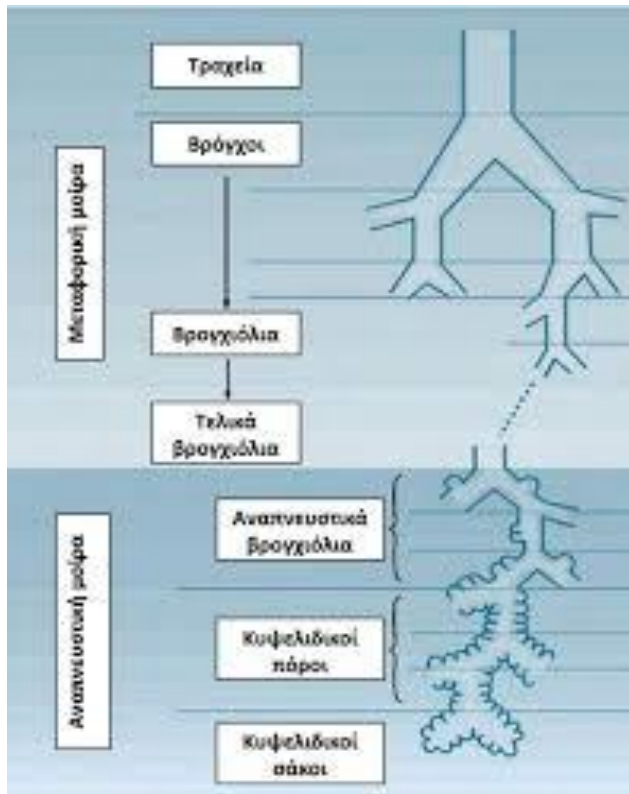 Τραχεία
Βρόγχοι
Μεταφορική μοίρα
Βρογχιόλια
Τελικά
βρογχιόλια
Αναπνευστικά
βρογχιόλια
Αναπνευστική μοίρα
Κυψελιδικοί
πόροι
Κυψελιδικοί
σάκοι